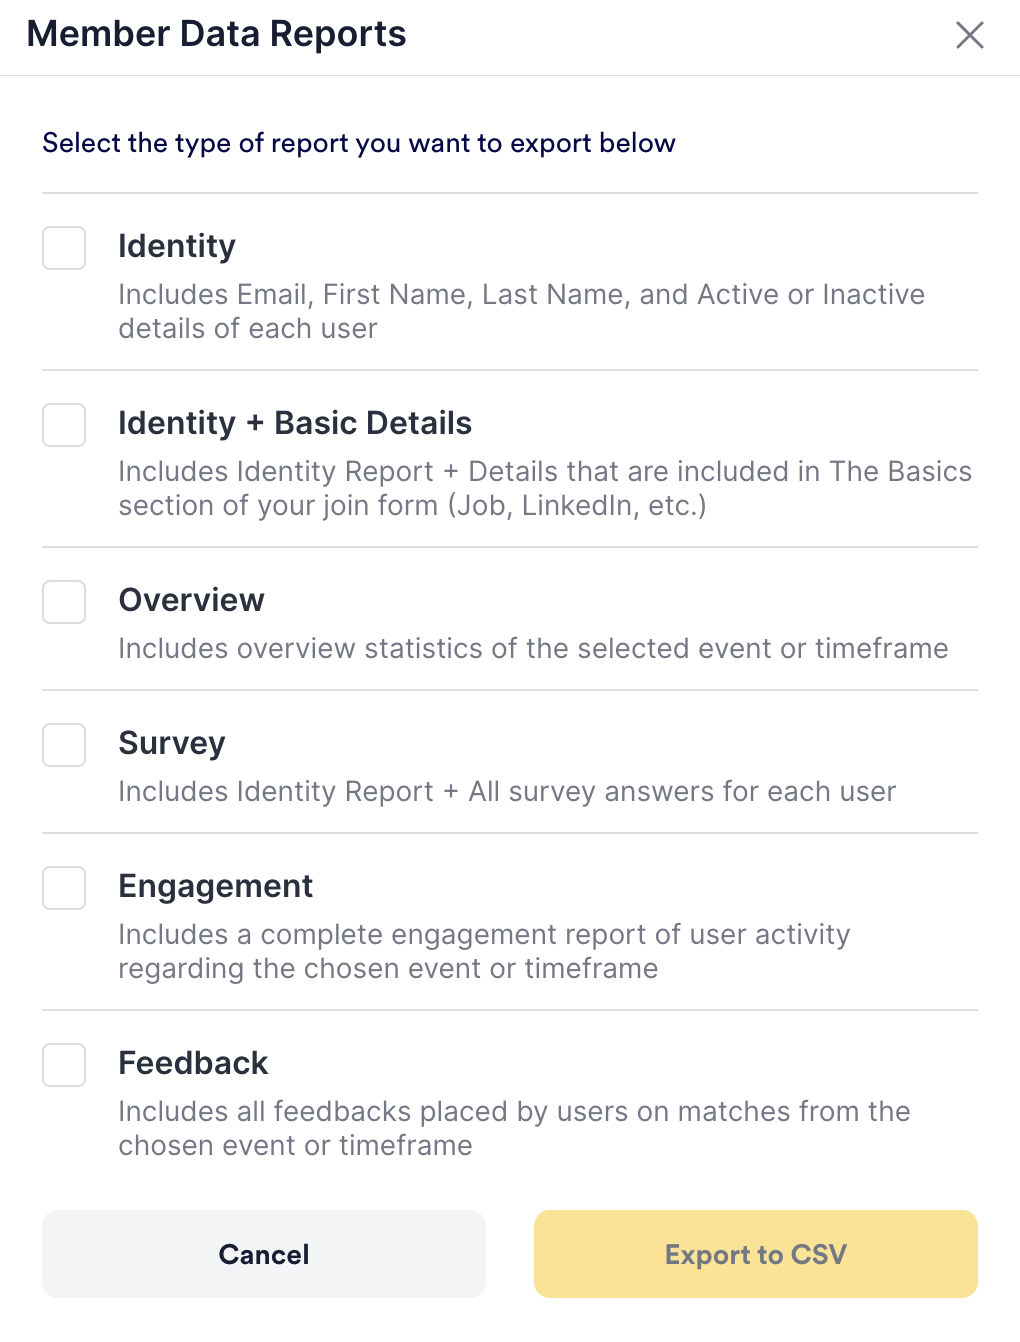 Member Data Reports
Select the type of report you want to export below
Identity
Includes Email, First Name, Last Name, and Active or Inactive
details of each user
Identity + Basic Details
Includes Identity Report + Details that are included in The Basics
section of your join form (Job, LinkedIn, etc.)
Overview
Includes overview statistics of the selected event or timeframe
Survey
Includes Identity Report + All survey answers for each user
Engagement
Includes a complete engagement report of user activity
regarding the chosen event or timeframe
Feedback
Includes all feedbacks placed by users on matches from the
chosen event or timeframe
Cancel
Export to CSV